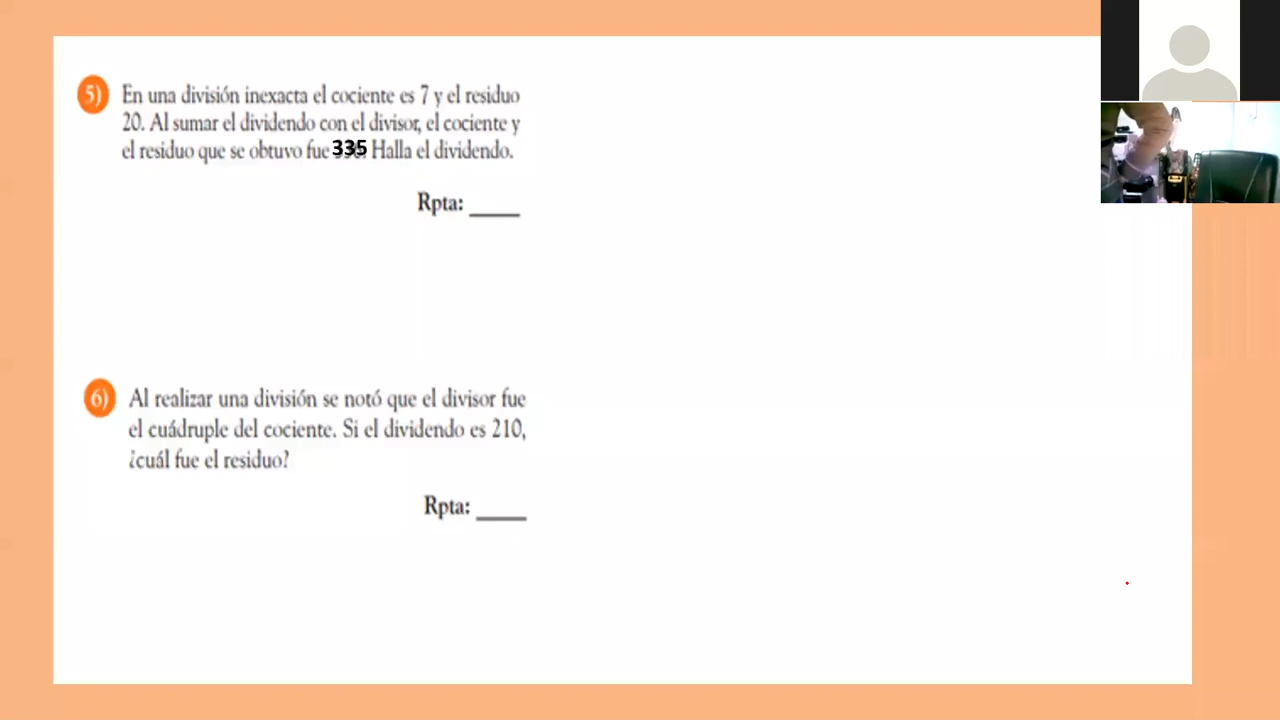 5) En una división inexacta el cociente es 7 y el residuo
20. Al sumar el dividendo con el divisor, el cociente y
el residuo que se obtuvo fue 335 Halla el dividendo.
Rpta: _____
6) Al realizar una división se notó que el divisor fue
el cuádruple del cociente. Si el dividendo es 210,
¿cuál fue el residuo?
Rpta: _____